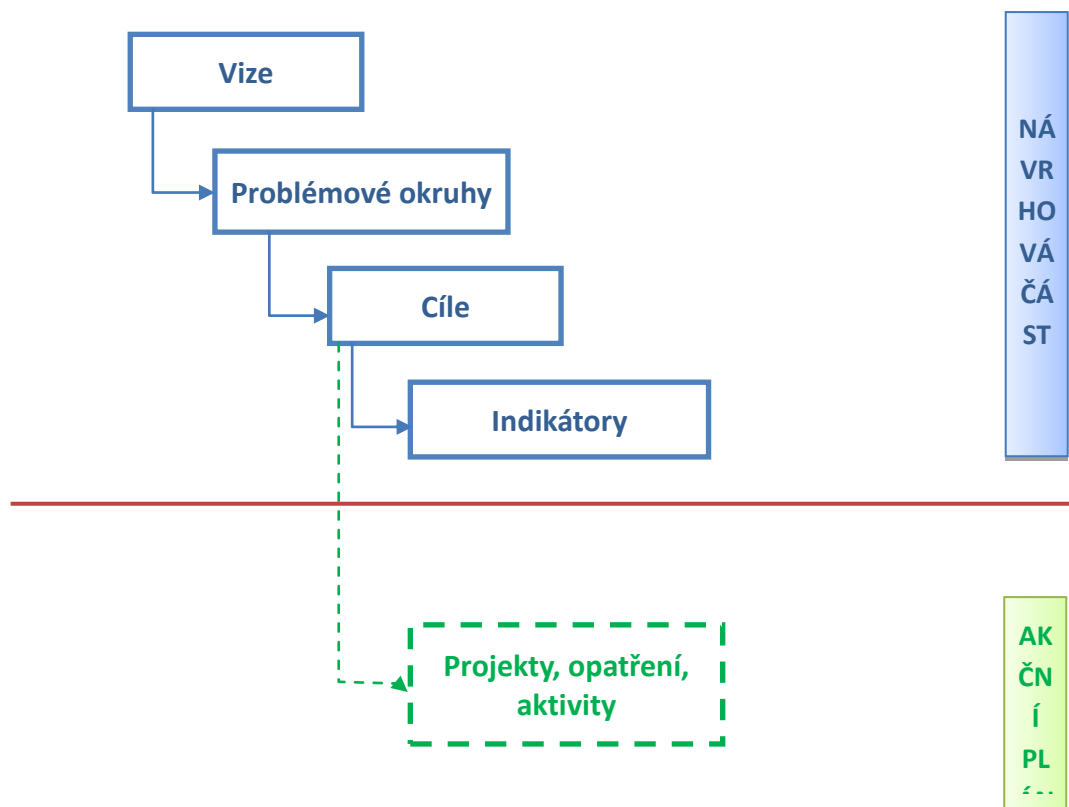 Vize
Problémové okruhy
Cíle
Indikátory
NÁ
VR
HO
VÁ
ČÁ
ST
Projekty, opatření,
aktivity
AK
ČN
Í
PL